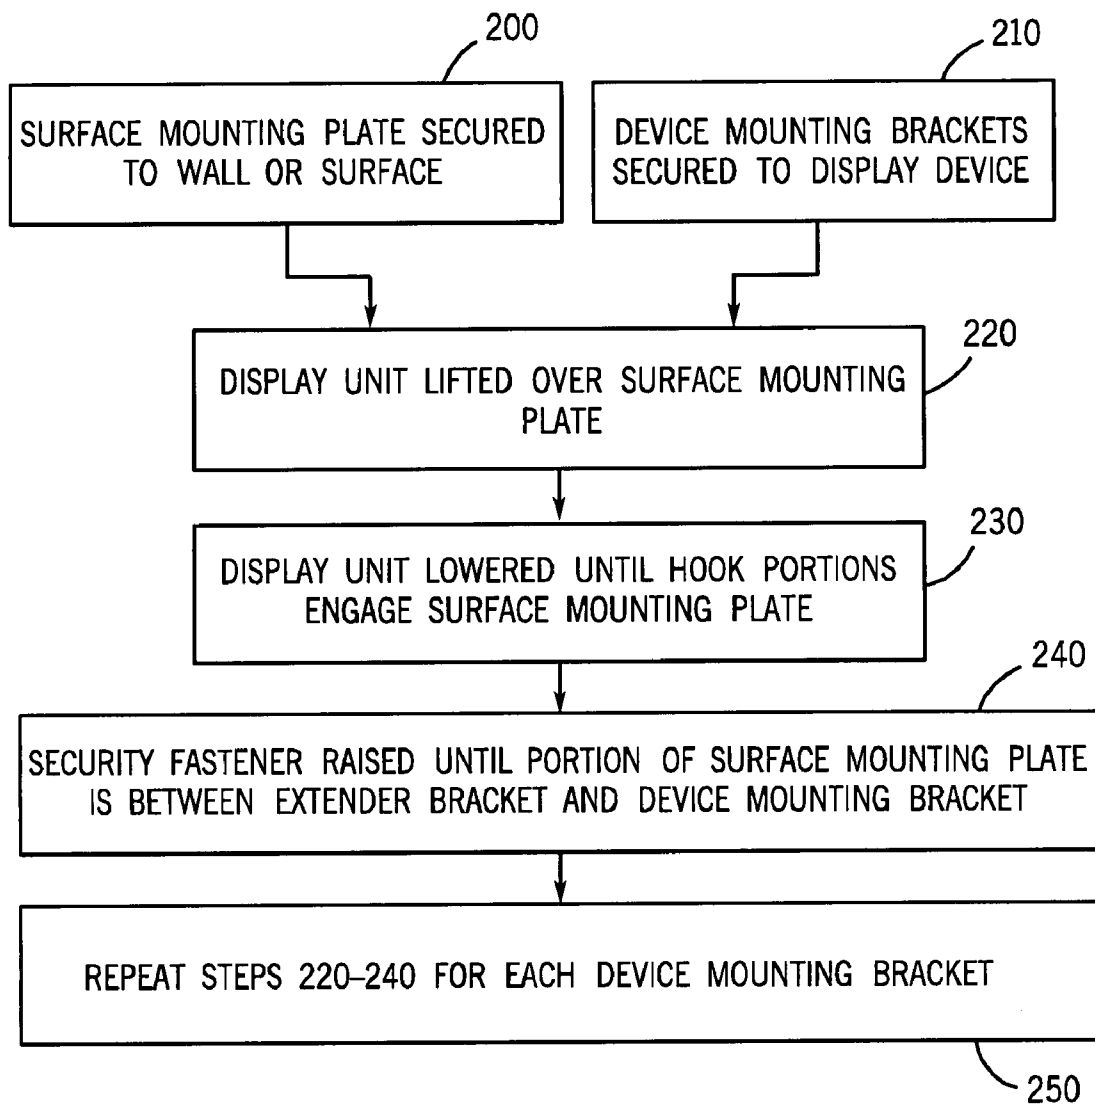 200
210
SURFACE MOUNTING PLATE SECURED
TO WALL OR SURFACE
DEVICE MOUNTING BRACKETS
SECURED TO DISPLAY DEVICE
220
DISPLAY UNIT LIFTED OVER SURFACE MOUNTING
PLATE
230
DISPLAY UNIT LOWERED UNTIL HOOK PORTIONS
ENGAGE SURFACE MOUNTING PLATE
240
SECURITY FASTENER RAISED UNTIL PORTION OF SURFACE MOUNTING PLATE
IS BETWEEN EXTENDER BRACKET AND DEVICE MOUNTING BRACKET
REPEAT STEPS 220–240 FOR EACH DEVICE MOUNTING BRACKET
250